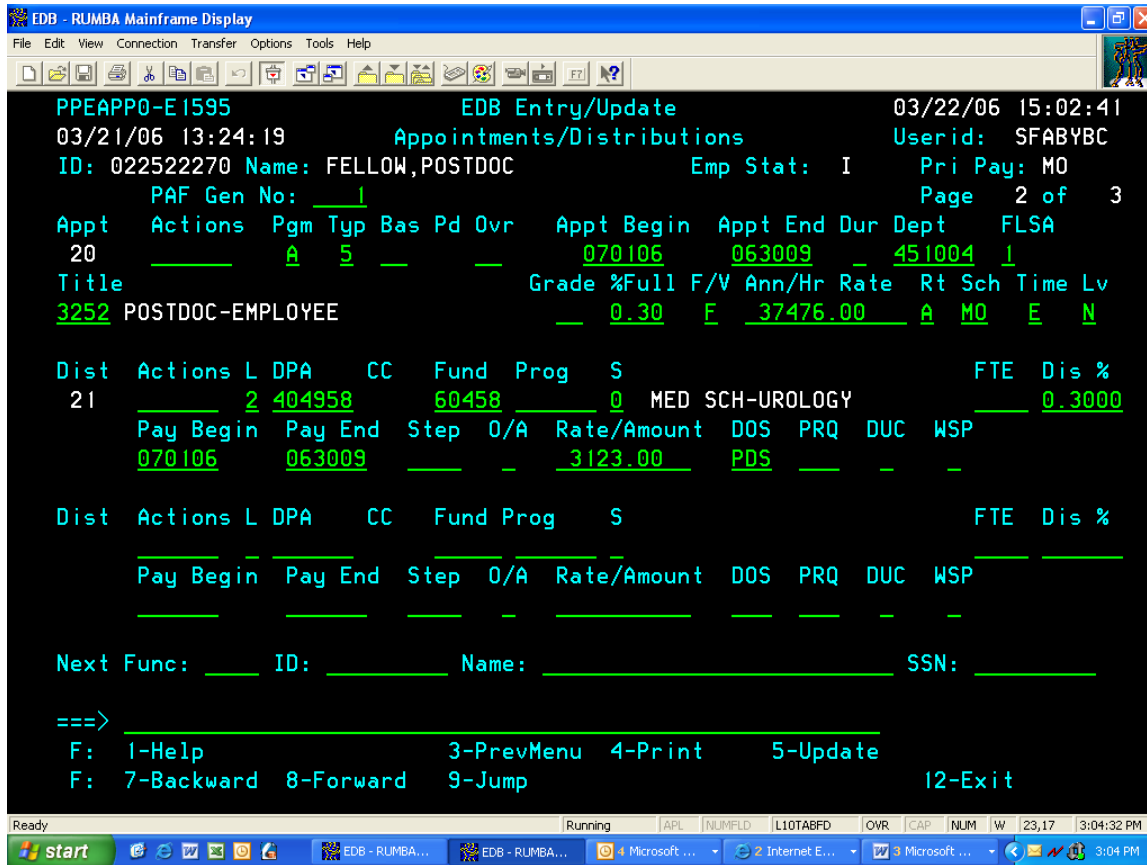 EDB - RUMBA Mainframe Display
File Edit View Connection Transfer Options Tools Help
PPEAPP0-E1595 EDB Entry/Update 03/22/06 15:02:41
03/21/06 13:24:19 Appointments/Distributions Userid: SFABYBC
ID: 022522270 Name: FELLOW,POSTDOC Emp Stat: I Pri Pay: MO
PAF Gen No: 1 Page 2 of 3
Appt Actions Pgm Typ Bas Pd Ovr Appt Begin Appt End Dur Dept FLSA
20 A 5 070106 063009 451004 1
Title Grade %Full F/V Ann/Hr Rate Rt Sch Time Lv
3252 POSTDOC-EMPLOYEE 0.30 F 37476.00 A MO E N
Dist Actions L DPA CC Fund Prog S FTE Dis %
21 2 404958 60458 0 MED SCH-UROLOGY 0.3000
Pay Begin Pay End Step O/A Rate/Amount DOS PRQ DUC WSP
070106 063009 3123.00 PDS
Dist Actions L DPA CC Fund Prog S FTE Dis %
Pay Begin Pay End Step O/A Rate/Amount DOS PRQ DUC WSP
Next Func: ID: Name: SSN:
===>
F: 1-Help 3-PrevMenu 4-Print 5-Update
F: 7-Backward 8-Forward 9-Jump 12-Exit
Ready Running APL NUMFLD L10TABFD OVR CAP NUM W 23,17 3:04:32 PM
start EDB - RUMBA... EDB - RUMBA... 4 Microsoft ... 2 Internet E... 3 Microsoft ... 3:04 PM